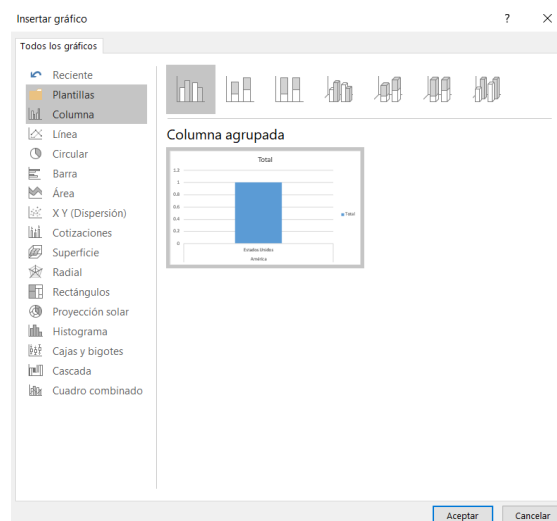 Insertar gráfico
?
Todos los gráficos
Reciente
Plantillas
Columna
Línea
Circular
Barra
Área
X Y (Dispersión)
Cotizaciones
Superficie
Radial
Rectángulos
Proyección solar
Histograma
Cajas y bigotes
Cascada
Cuadro combinado
Columna agrupada
Total
1.2
1
0.8
0.6
0.4
0.2
0
Total
Estados Unidos
América
Aceptar
Cancelar